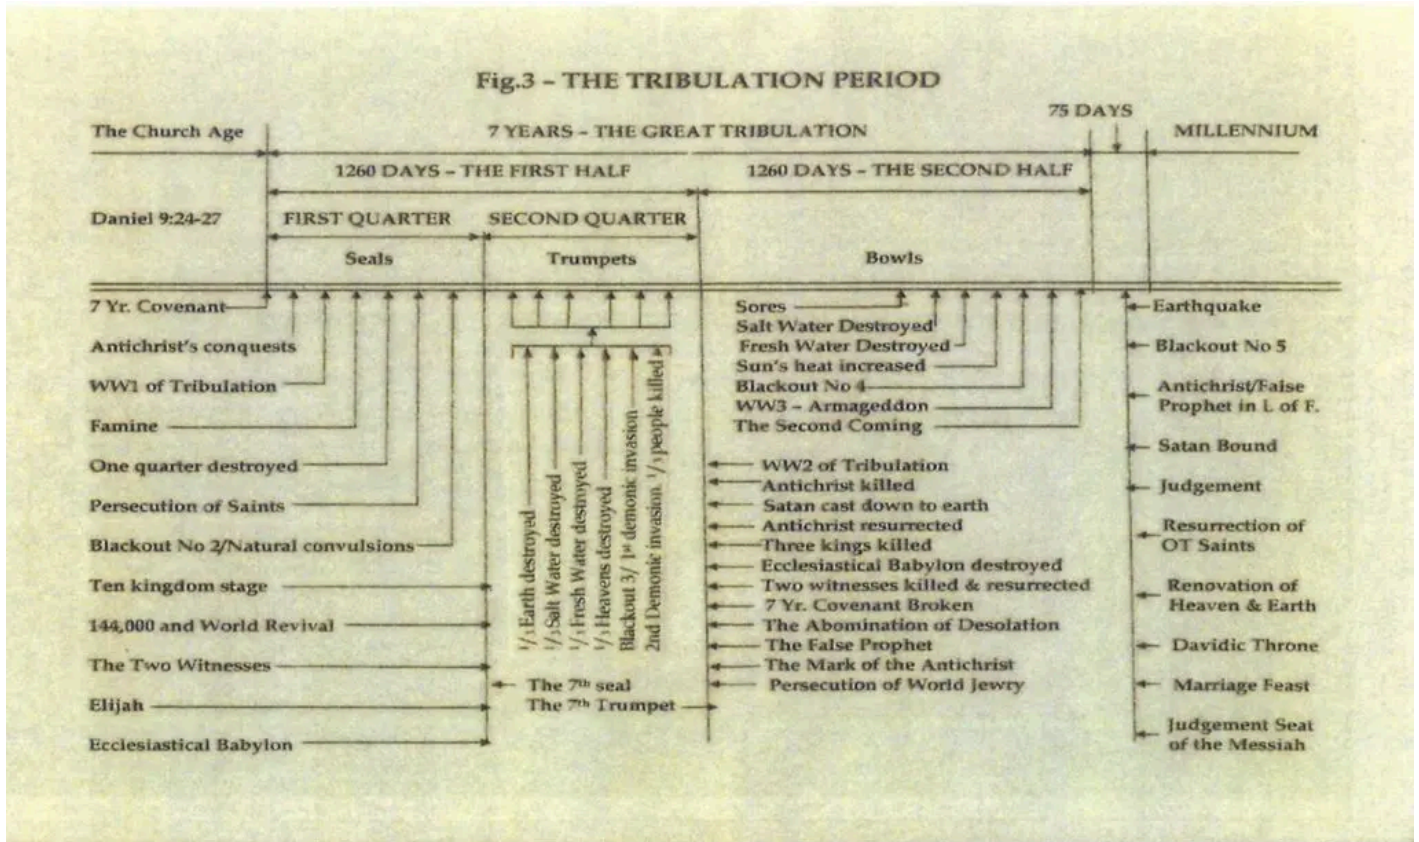 Fig.3 – THE TRIBULATION PERIOD
75 DAYS
The Church Age
7 YEARS – THE GREAT TRIBULATION
MILLENNIUM
1260 DAYS – THE FIRST HALF
1260 DAYS – THE SECOND HALF
Daniel 9:24-27
FIRST QUARTER
SECOND QUARTER
Seals
Trumpets
Bowls
7 Yr. Covenant
Antichrist's conquests
WW1 of Tribulation
Famine
One quarter destroyed
Persecution of Saints
Blackout No 2/Natural convulsions
Ten kingdom stage
144,000 and World Revival
The Two Witnesses
Elijah
Ecclesiastical Babylon
1/3 Earth destroyed
1/3 Salt Water destroyed
1/3 Fresh Water destroyed
1/3 Heavens destroyed
Blackout 3/ 1st demonic invasion
2nd Demonic invasion. 1/3 people killed
The 7th seal
The 7th Trumpet
Sores
Salt Water Destroyed
Fresh Water Destroyed
Sun's heat increased
Blackout No 4
WW3 – Armageddon
The Second Coming
WW2 of Tribulation
Antichrist killed
Satan cast down to earth
Antichrist resurrected
Three kings killed
Ecclesiastical Babylon destroyed
Two witnesses killed & resurrected
7 Yr. Covenant Broken
The Abomination of Desolation
The False Prophet
The Mark of the Antichrist
Persecution of World Jewry
Earthquake
Blackout No 5
Antichrist/False
Prophet in L of F.
Satan Bound
Judgement
Resurrection of
OT Saints
Renovation of
Heaven & Earth
Davidic Throne
Marriage Feast
Judgement Seat
of the Messiah